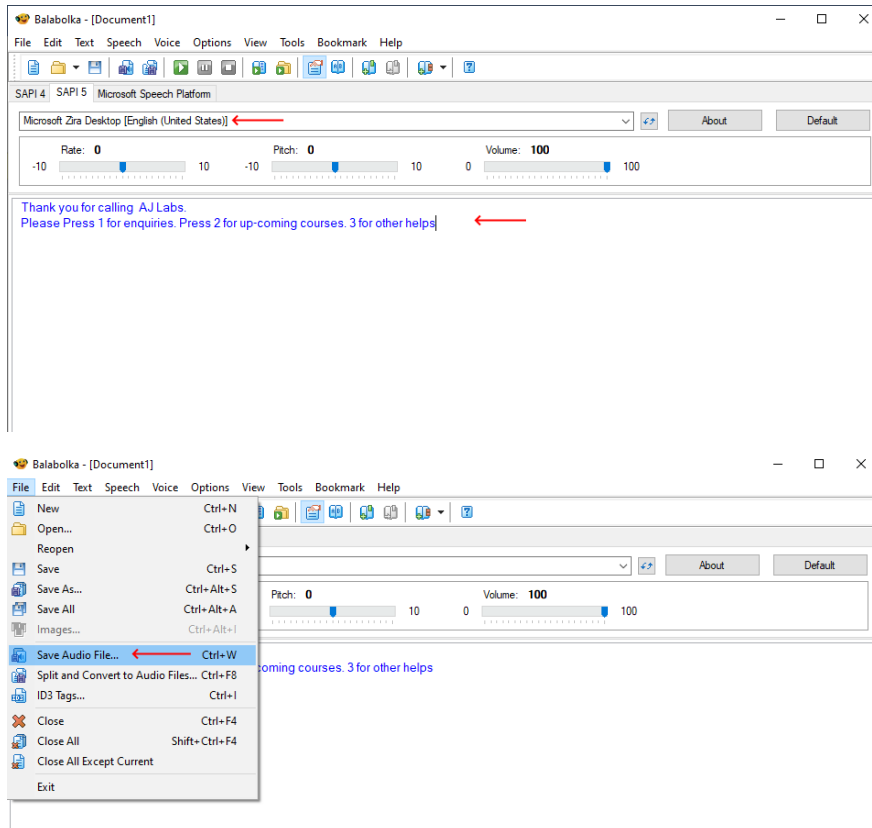 Balabolka - [Document1]
File Edit Text Speech Voice Options View Tools Bookmark Help
SAPI 4 SAPI 5 Microsoft Speech Platform
Microsoft Zira Desktop [English (United States)] About Default
Rate: 0 Pitch: 0 Volume: 100
-10 10 -10 10 0 100
Thank you for calling AJ Labs.
Please Press 1 for enquiries. Press 2 for up-coming courses. 3 for other helps
Balabolka - [Document1]
File Edit Text Speech Voice Options View Tools Bookmark Help
New Ctrl+N
Open... Ctrl+O
Reopen
Save Ctrl+S
Save As... Ctrl+Alt+S
Save All Ctrl+Alt+A
Images... Ctrl+Alt+I
Save Audio File... Ctrl+W
Split and Convert to Audio Files... Ctrl+F8
ID3 Tags... Ctrl+I
Close Ctrl+F4
Close All Shift+Ctrl+F4
Close All Except Current
Exit
About Default
Pitch: 0 Volume: 100
10 0 100
coming courses. 3 for other helps